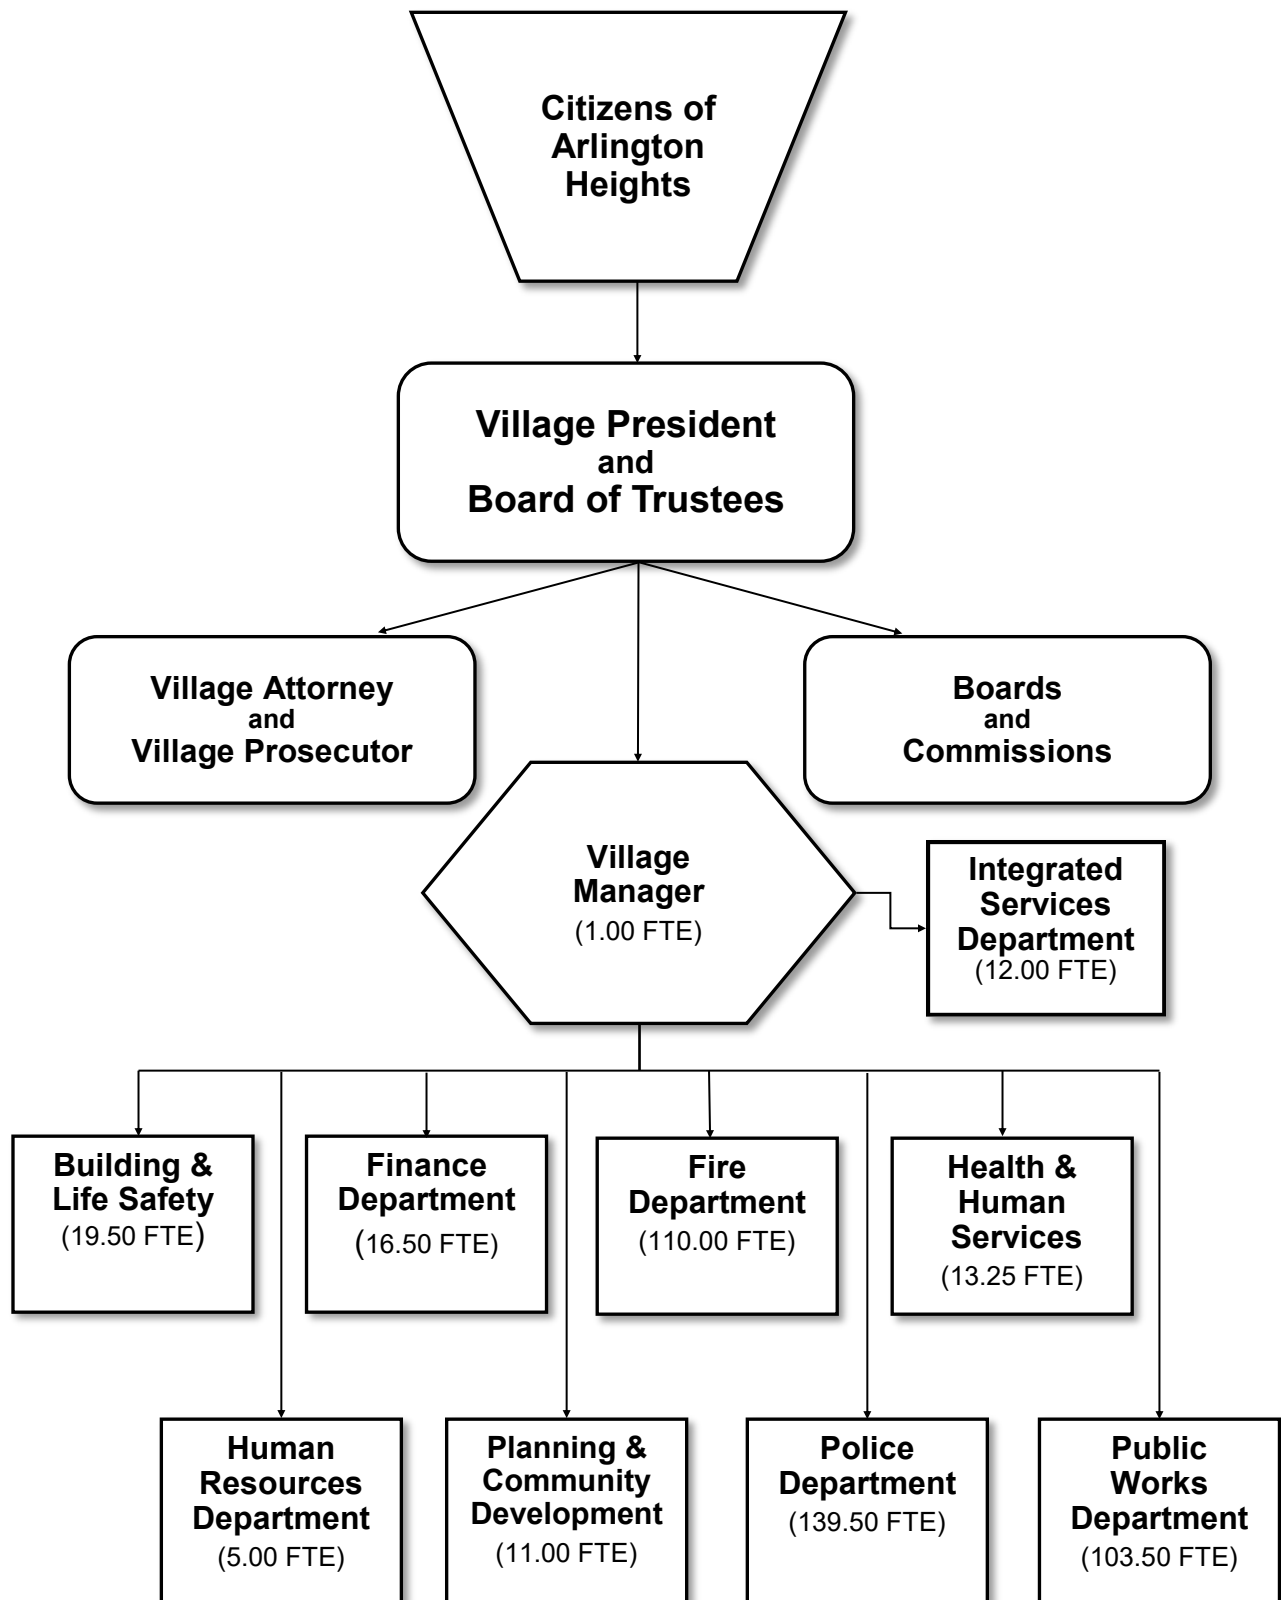 Citizens of
Arlington
Heights
Village President
and
Board of Trustees
Village Attorney
and
Village Prosecutor
Boards
and
Commissions
Village
Manager
(1.00 FTE)
Integrated
Services
Department
(12.00 FTE)
Building &
Life Safety
(19.50 FTE)
Finance
Department
(16.50 FTE)
Fire
Department
(110.00 FTE)
Health &
Human
Services
(13.25 FTE)
Human
Resources
Department
(5.00 FTE)
Planning &
Community
Development
(11.00 FTE)
Police
Department
(139.50 FTE)
Public
Works
Department
(103.50 FTE)